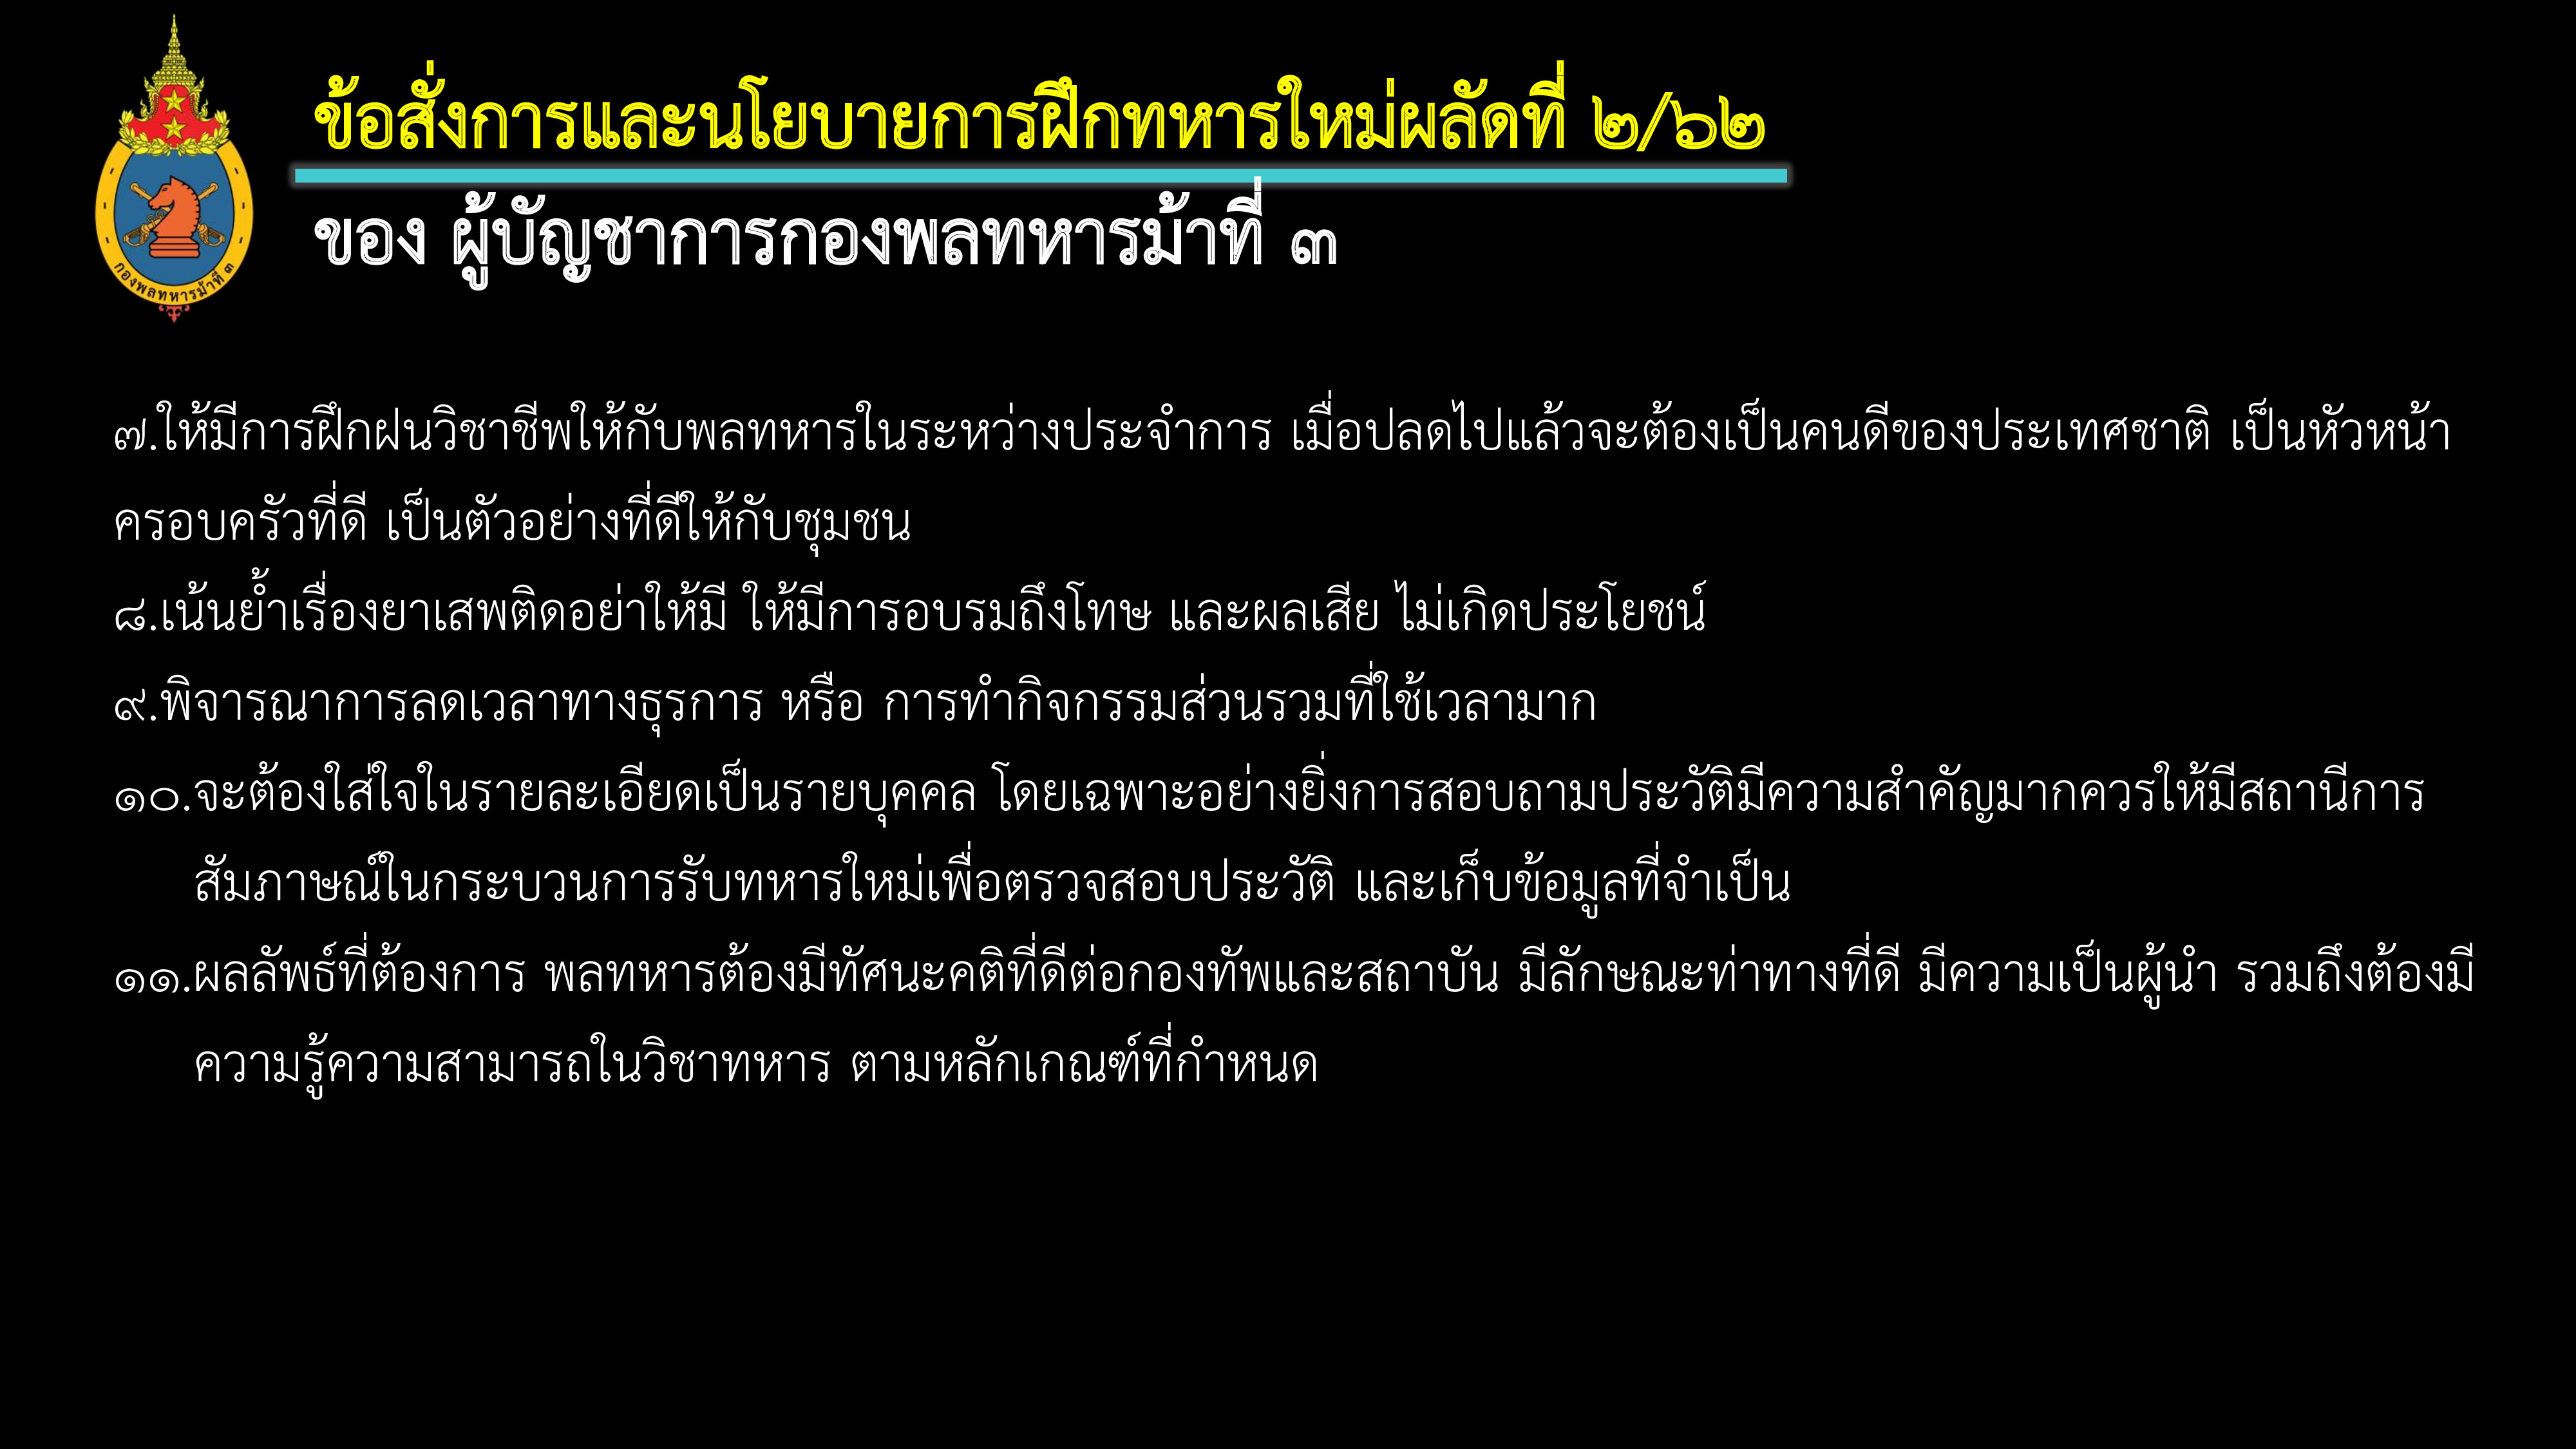 ข้อสั่งการและนโยบายการฝึกทหารใหม่ผลัดที่ ๒/๖๒
ของ ผู้บัญชาการกองพลทหารม้าที่ ๓
กองพลทหารม้าที่ ๓
๗.ให้มีการฝึกฝนวิชาชีพให้กับพลทหารในระหว่างประจำการ เมื่อปลดไปแล้วจะต้องเป็นคนดีของประเทศชาติ เป็นหัวหน้า
ครอบครัวที่ดี เป็นตัวอย่างที่ดีให้กับชุมชน
๘.เน้นย้ำเรื่องยาเสพติดอย่าให้มี ให้มีการอบรมถึงโทษ และผลเสีย ไม่เกิดประโยชน์
๙.พิจารณาการลดเวลาทางธุรการ หรือ การทำกิจกรรมส่วนรวมที่ใช้เวลามาก
๑๐.จะต้องใส่ใจในรายละเอียดเป็นรายบุคคล โดยเฉพาะอย่างยิ่งการสอบถามประวัติมีความสำคัญมากควรให้มีสถานีการ
สัมภาษณ์ในกระบวนการรับทหารใหม่เพื่อตรวจสอบประวัติ และเก็บข้อมูลที่จำเป็น
๑๑.ผลลัพธ์ที่ต้องการ พลทหารต้องมีทัศนะคติที่ดีต่อกองทัพและสถาบัน มีลักษณะท่าทางที่ดี มีความเป็นผู้นำ รวมถึงต้องมี
ความรู้ความสามารถในวิชาทหาร ตามหลักเกณฑ์ที่กำหนด